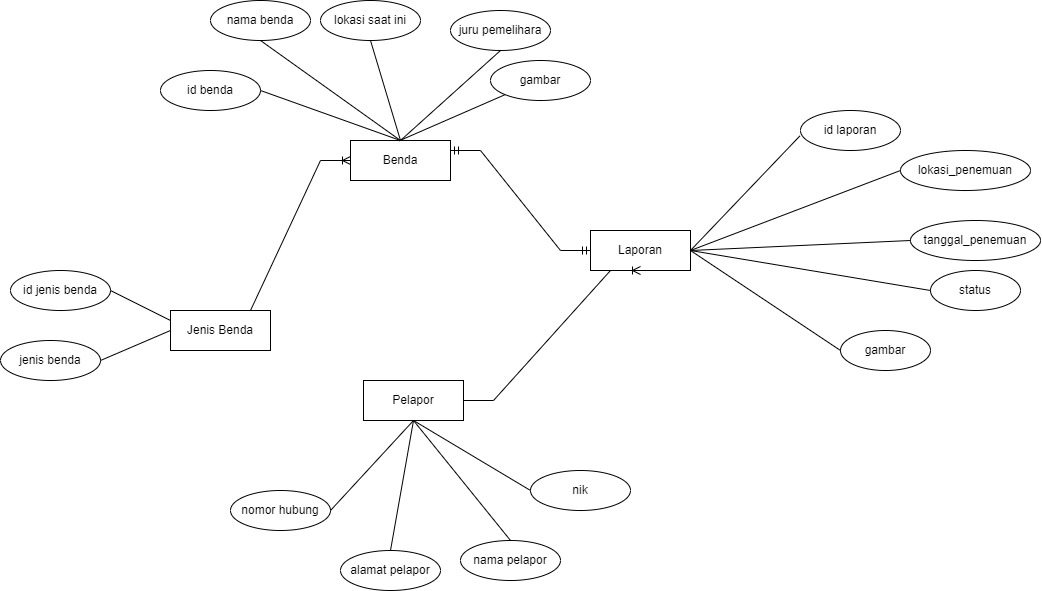 nama benda
lokasi saat ini
juru pemelihara
id benda
gambar
Benda
id laporan
lokasi_penemuan
tanggal_penemuan
Laporan
status
gambar
id jenis benda
Jenis Benda
jenis benda
Pelapor
nomor hubung
nik
alamat pelapor
nama pelapor